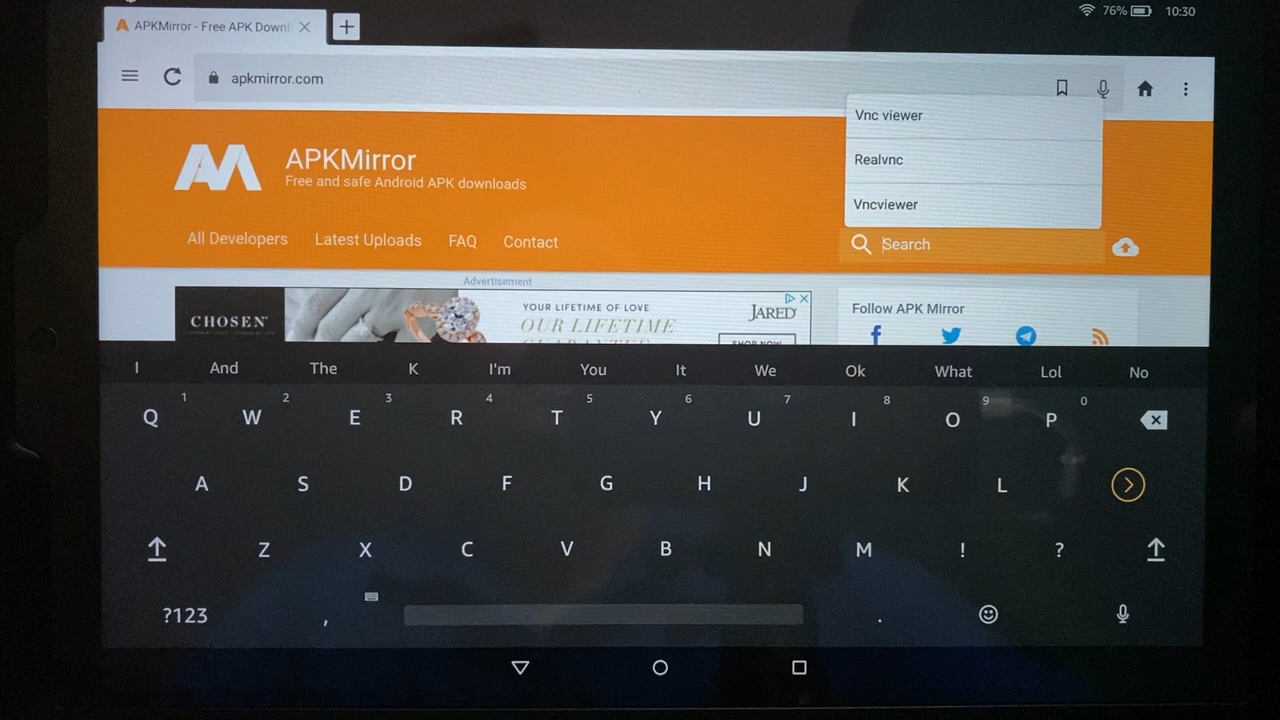 76% 10:30
APKMirror - Free APK Downl
apkmirror.com
Vnc viewer
Realvnc
Vncviewer
APKMirror
Free and safe Android APK downloads
All Developers Latest Uploads FAQ Contact
Search
Advertisement
CHOSEN
YOUR LIFETIME OF LOVE
OUR LIFETIME
GUARANTEE
JARED
SHOP NOW
Follow APK Mirror
I And The K I'm You It We Ok What Lol No
1 2 3 4 5 6 7 8 9 0
Q W E R T Y U I O P
A S D F G H J K L
Z X C V B N M ! ?
?123 , .